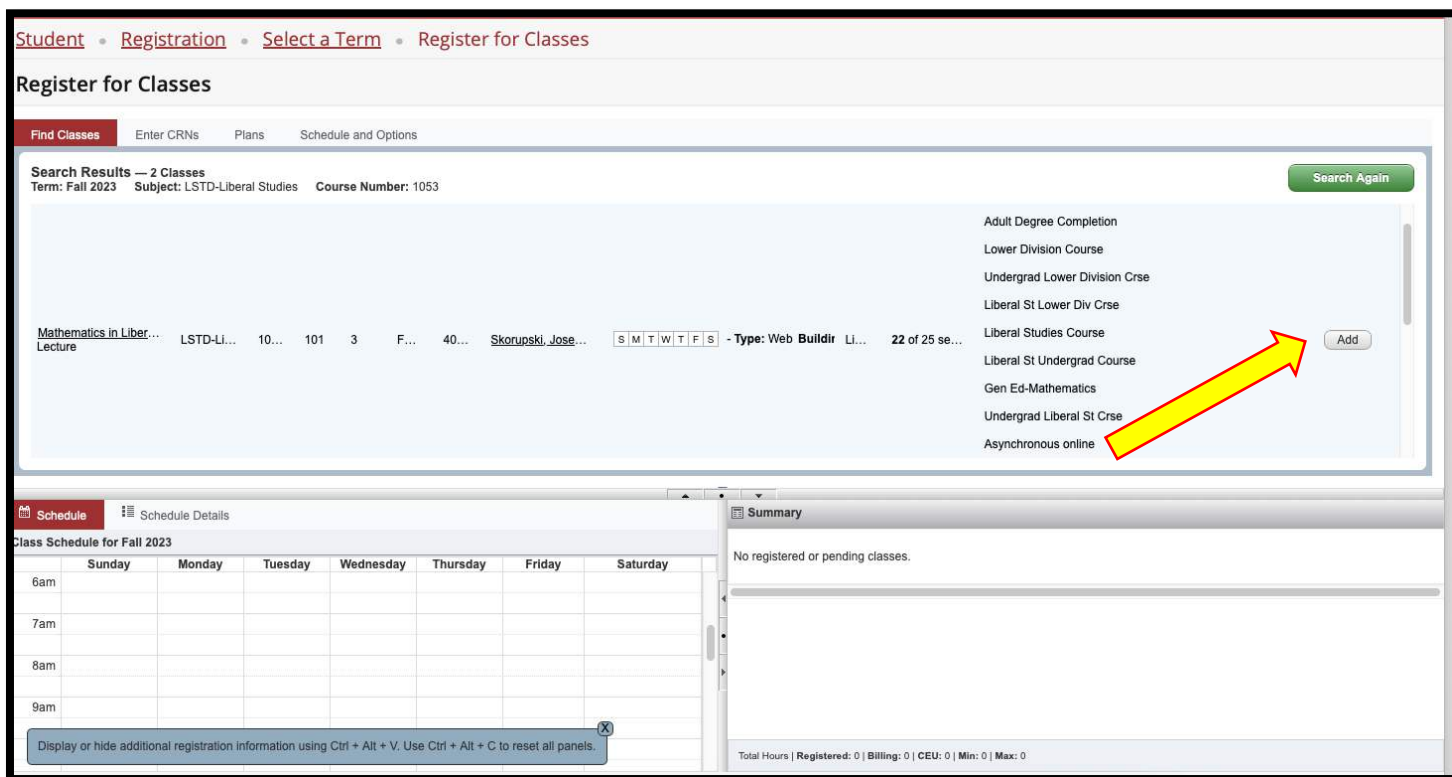 Student • Registration • Select a Term • Register for Classes
Register for Classes
Find Classes Enter CRNs Plans Schedule and Options
Search Results — 2 Classes
Term: Fall 2023 Subject: LSTD-Liberal Studies Course Number: 1053
Search Again
Adult Degree Completion
Lower Division Course
Undergrad Lower Division Crse
Liberal St Lower Div Crse
Mathematics in Liber...
Lecture
LSTD-Li... 10... 101 3 F... 40... Skorupski, Jose... S M T W T F S - Type: Web Buildin Li... 22 of 25 se...
Liberal Studies Course
Add
Liberal St Undergrad Course
Gen Ed-Mathematics
Undergrad Liberal St Crse
Asynchronous online
Schedule Schedule Details
Class Schedule for Fall 2023
Sunday Monday Tuesday Wednesday Thursday Friday Saturday
6am
7am
8am
9am
X
Display or hide additional registration information using Ctrl + Alt + V. Use Ctrl + Alt + C to reset all panels.
Summary
No registered or pending classes.
Total Hours | Registered: 0 | Billing: 0 | CEU: 0 | Min: 0 | Max: 0